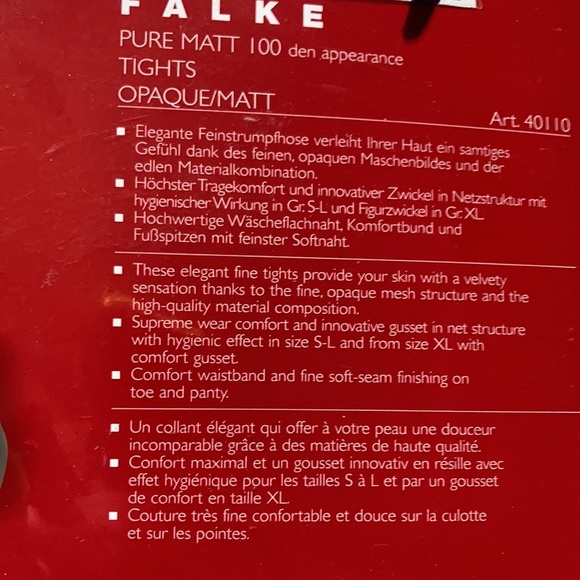 FALKE
PURE MATT 100 den appearance
TIGHTS
OPAQUE/MATT
Art. 40110
▪ Elegante Feinstrumpfhose verleiht Ihrer Haut ein samtiges
Gefühl dank des feinen, opaquen Maschenbildes und der
edlen Materialkombination.
▪ Höchster Tragekomfort und innovativer Zwickel in Netzstruktur mit
hygienischer Wirkung in Gr. S-L und Figurzwickel in Gr. XL
▪ Hochwertige Wäscheflachnaht, Komfortbund und
Fußspitzen mit feinster Softnaht.
▪ These elegant fine tights provide your skin with a velvety
sensation thanks to the fine, opaque mesh structure and the
high-quality material composition.
▪ Supreme wear comfort and innovative gusset in net structure
with hygienic effect in size S-L and from size XL with
comfort gusset.
▪ Comfort waistband and fine soft-seam finishing on
toe and panty.
▪ Un collant élégant qui offer à votre peau une douceur
incomparable grâce à des matières de haute qualité.
▪ Confort maximal et un gousset innovativ en résille avec
effet hygiénique pour les tailles S à L et par un gousset
de confort en taille XL.
▪ Couture très fine confortable et douce sur la culotte
et sur les pointes.